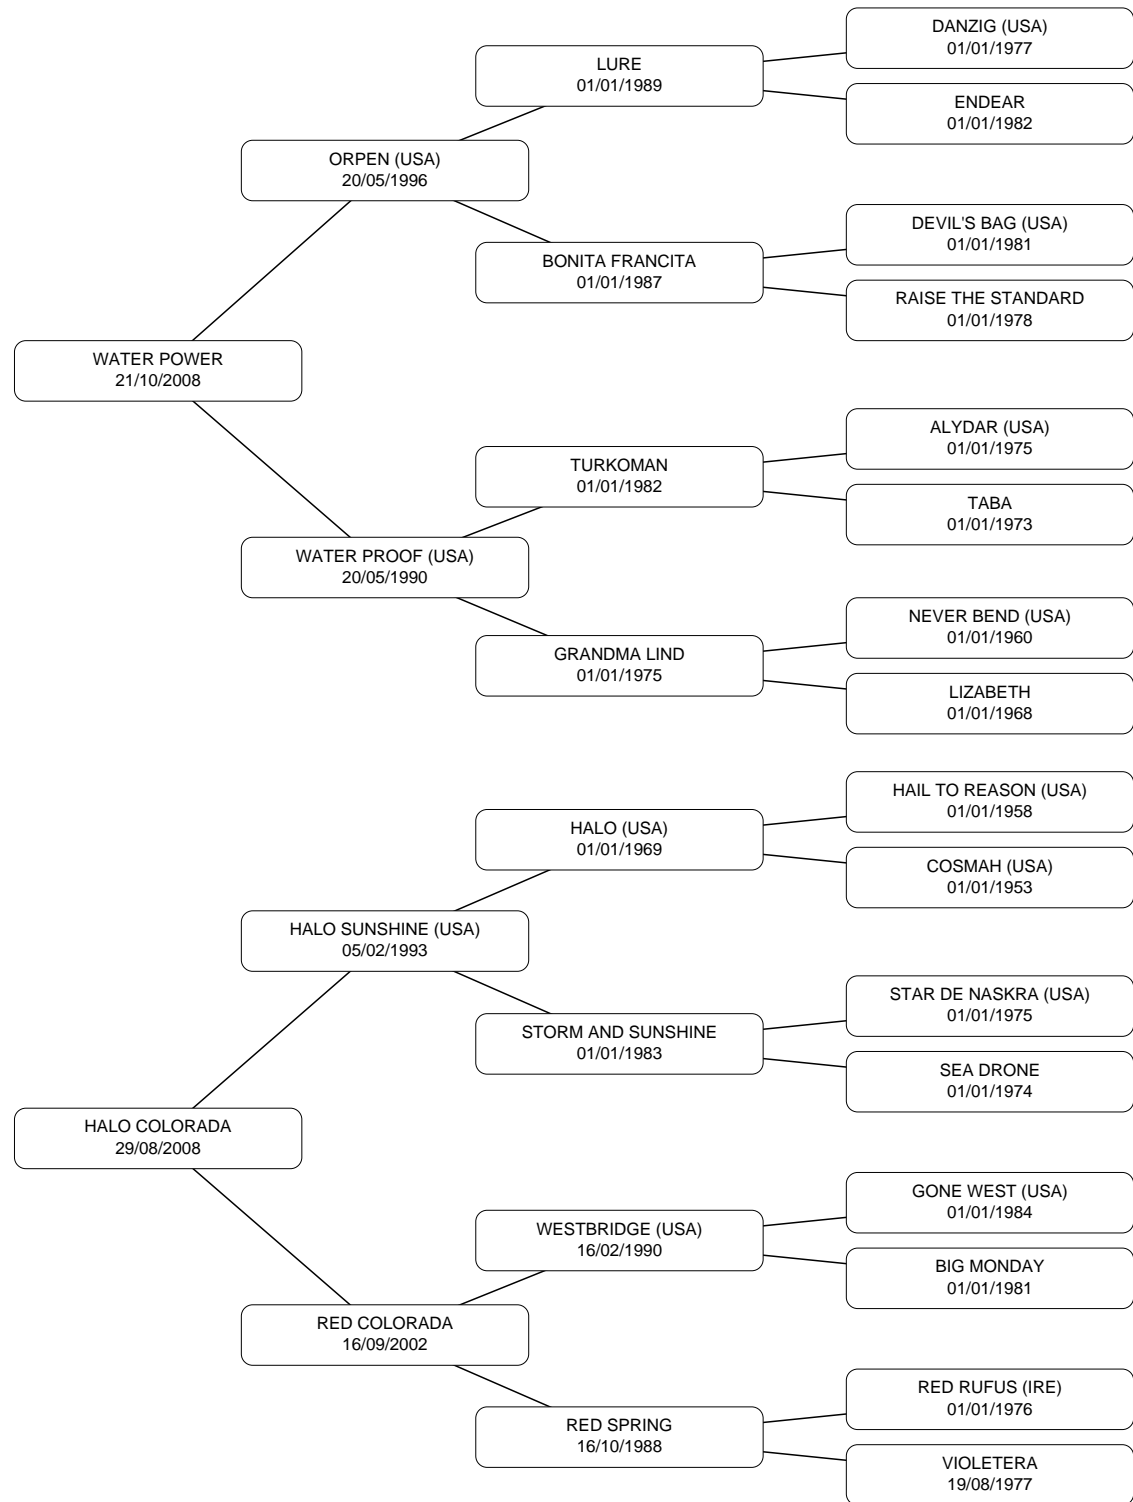 DANZIG (USA)
01/01/1977
LURE
01/01/1989
ENDEAR
01/01/1982
ORPEN (USA)
20/05/1996
DEVIL'S BAG (USA)
01/01/1981
BONITA FRANCITA
01/01/1987
RAISE THE STANDARD
01/01/1978
WATER POWER
21/10/2008
ALYDAR (USA)
01/01/1975
TURKOMAN
01/01/1982
TABA
01/01/1973
WATER PROOF (USA)
20/05/1990
NEVER BEND (USA)
01/01/1960
GRANDMA LIND
01/01/1975
LIZABETH
01/01/1968
HAIL TO REASON (USA)
01/01/1958
HALO (USA)
01/01/1969
COSMAH (USA)
01/01/1953
HALO SUNSHINE (USA)
05/02/1993
STAR DE NASKRA (USA)
01/01/1975
STORM AND SUNSHINE
01/01/1983
SEA DRONE
01/01/1974
HALO COLORADA
29/08/2008
GONE WEST (USA)
01/01/1984
WESTBRIDGE (USA)
16/02/1990
BIG MONDAY
01/01/1981
RED COLORADA
16/09/2002
RED RUFUS (IRE)
01/01/1976
RED SPRING
16/10/1988
VIOLETERA
19/08/1977